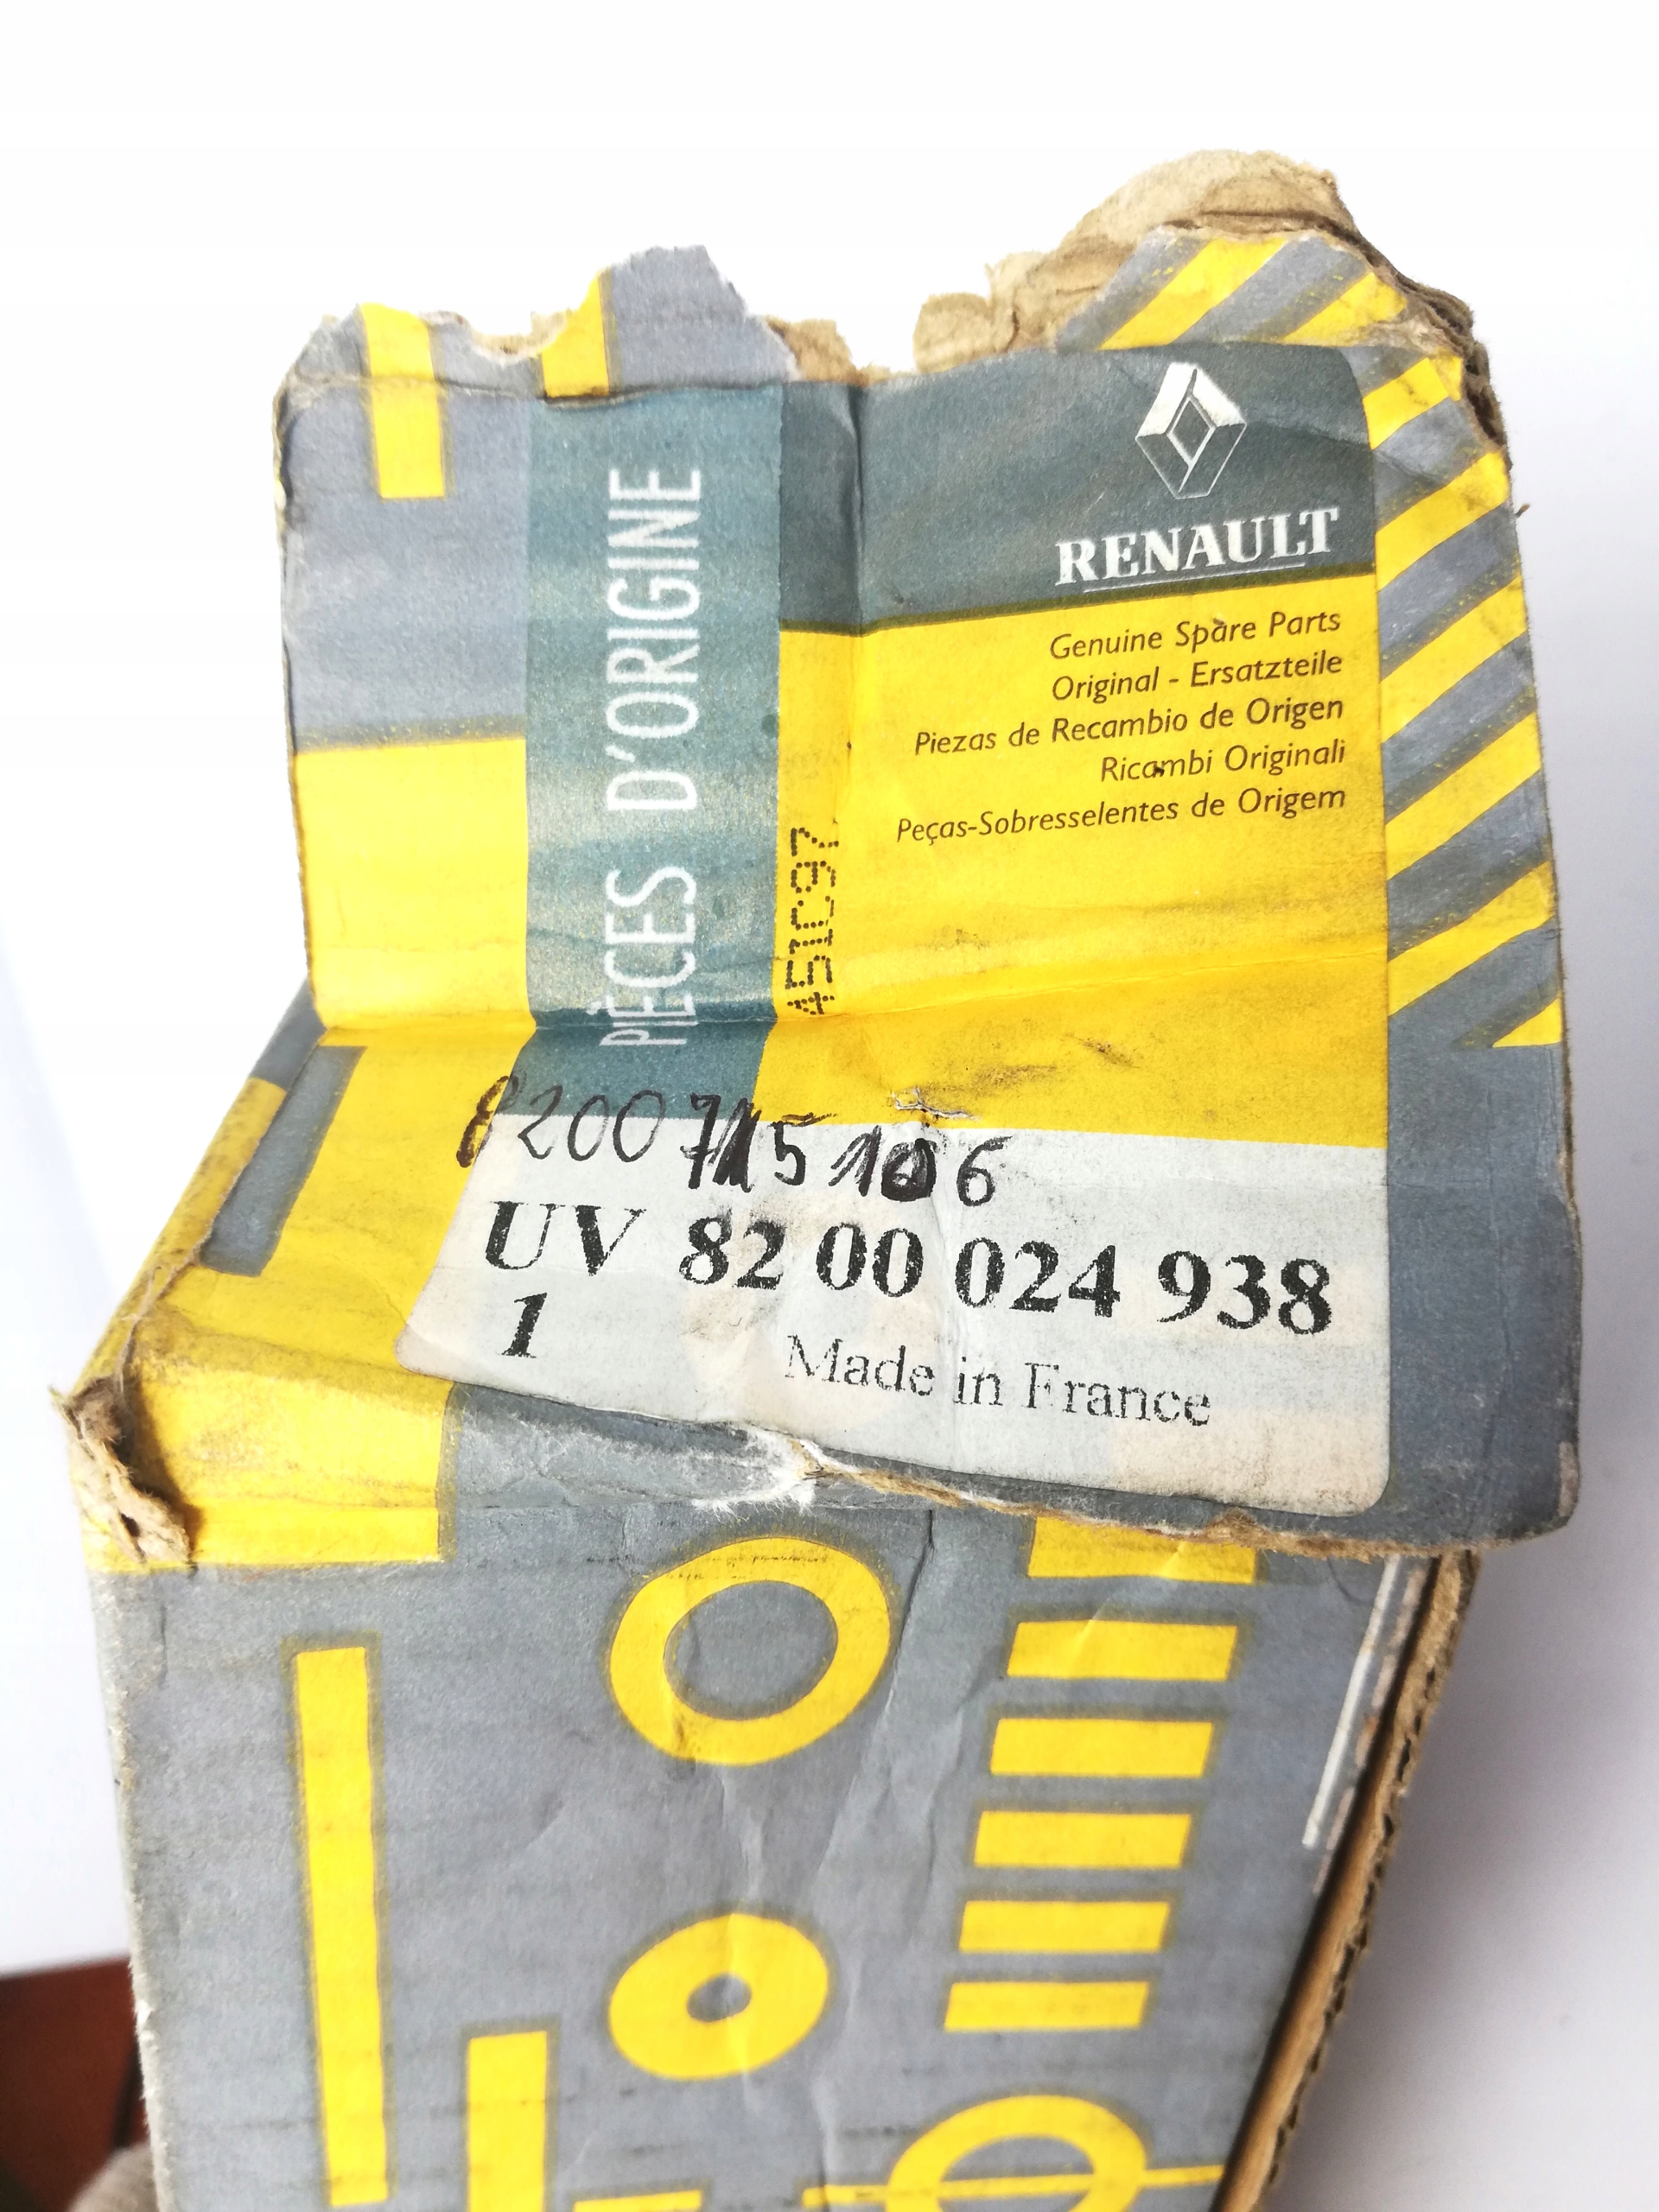 RENAULT
PIÈCES D'ORIGINE
Genuine Spare Parts
Original - Ersatzteile
Piezas de Recambio de Origen
Ricambi Originali
Peças-Sobresselentes de Origem
A51C97
UV 82 00 024 938
1
Made in France